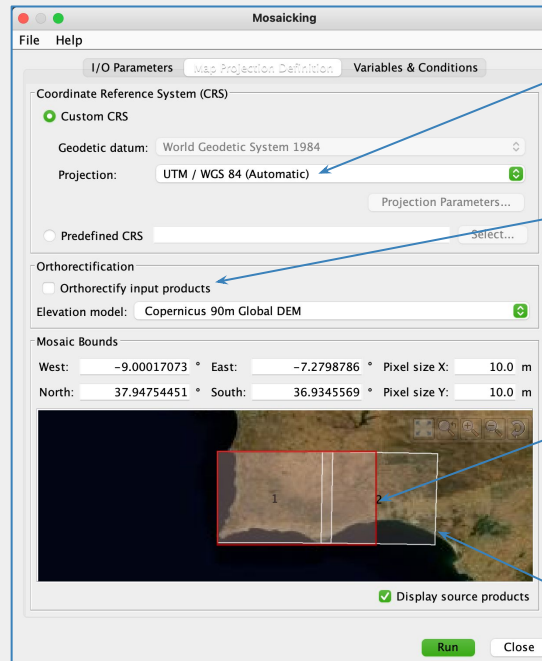 Mosaicking
File Help
I/O Parameters Map Projection Definition Variables & Conditions
Coordinate Reference System (CRS)
Custom CRS
Geodetic datum: World Geodetic System 1984
Projection: UTM / WGS 84 (Automatic)
Projection Parameters...
Predefined CRS Select...
Orthorectification
Orthorectify input products
Elevation model: Copernicus 90m Global DEM
Mosaic Bounds
West: -9.00017073 ° East: -7.2798786 ° Pixel size X: 10.0 m
North: 37.94754451 ° South: 36.9345569 ° Pixel size Y: 10.0 m
1 2
Display source products
Run Close